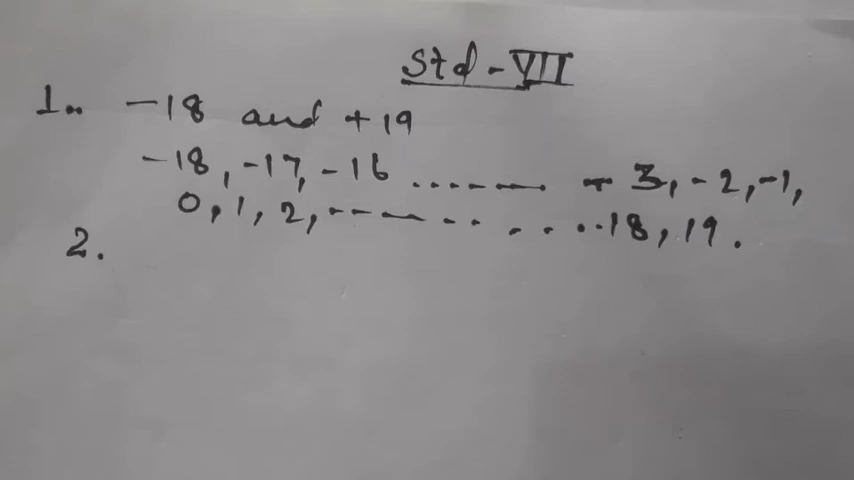 Std - VII
1.. -18 and +19
-18, -17, -16 ............ - 3, -2, -1,
0, 1, 2, ............... 18, 19.
2.